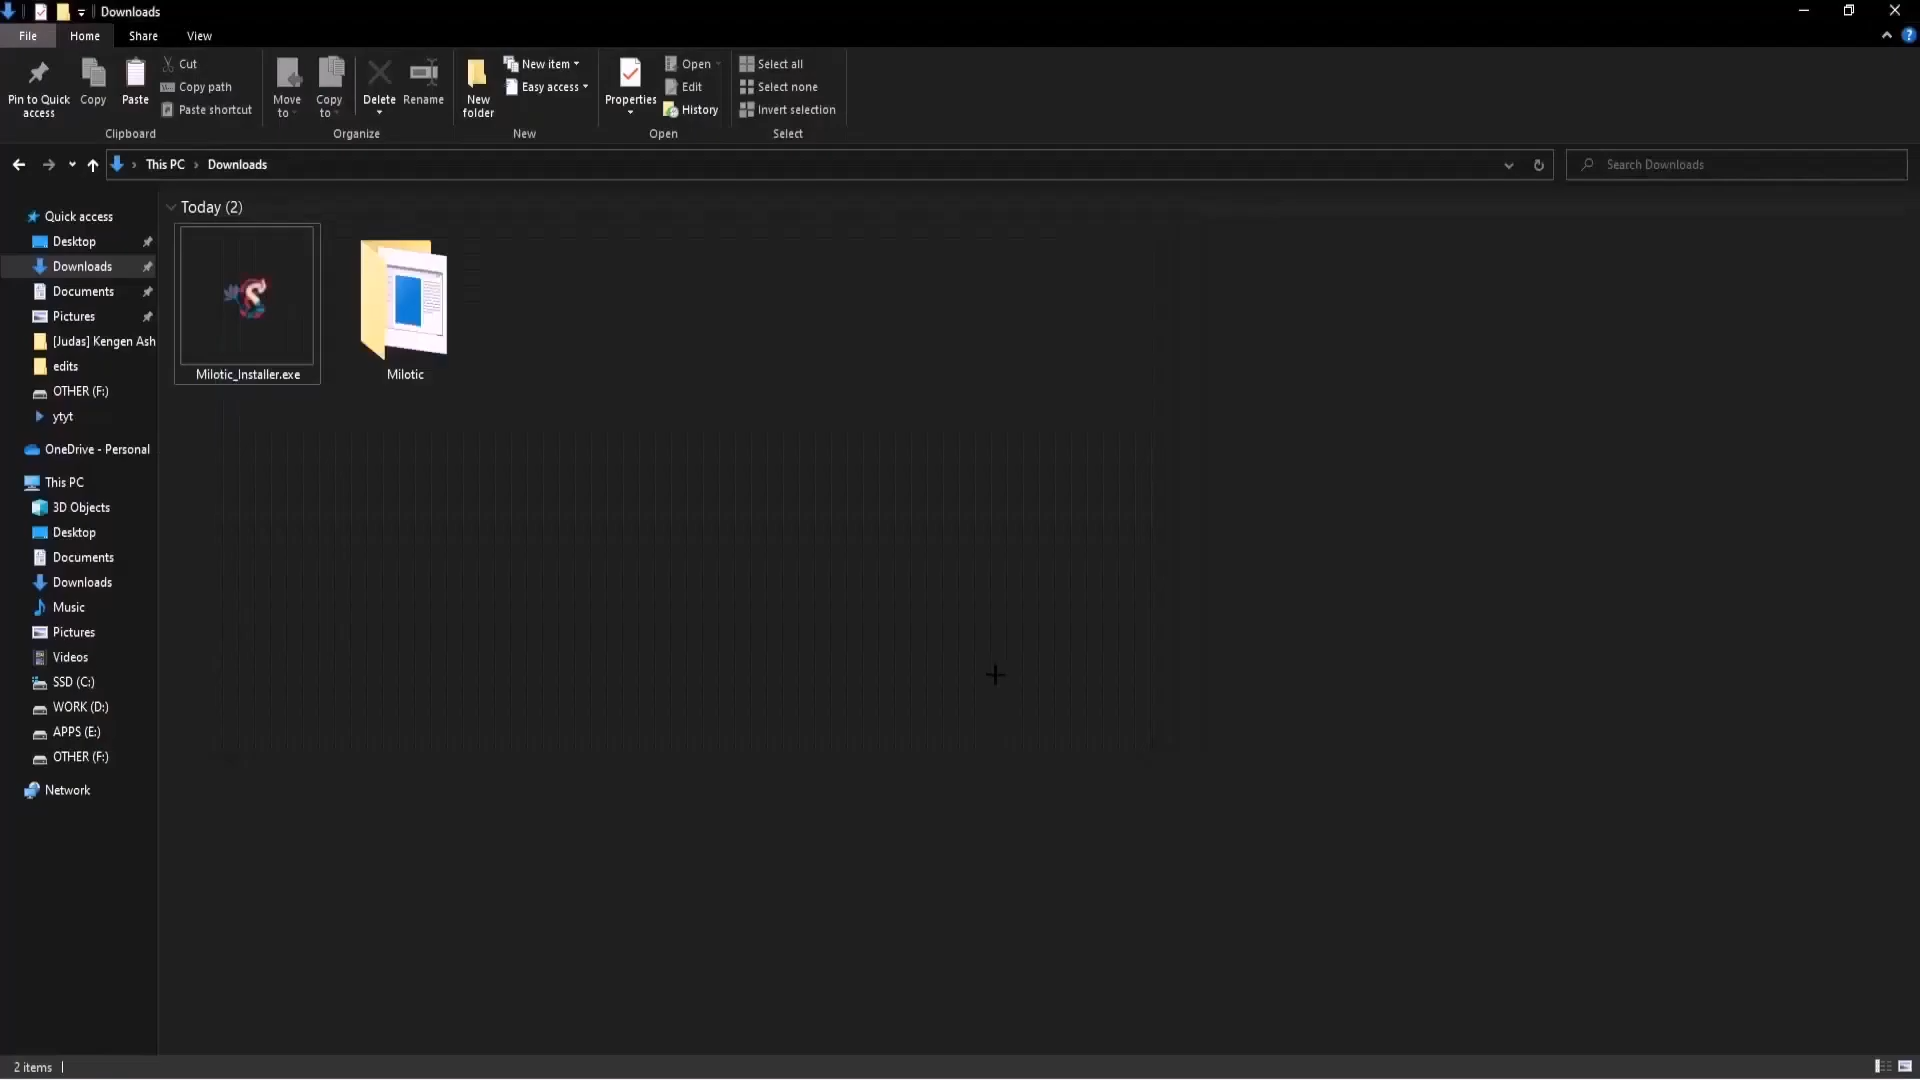 Downloads
File Home Share View
Pin to Quick access
Copy
Paste
Cut
Copy path
Paste shortcut
Clipboard
Move to
Copy to
Delete
Rename
Organize
New folder
New item
Easy access
New
Properties
Open
Edit
History
Open
Select all
Select none
Invert selection
Select
This PC
Downloads
Search Downloads
Quick access
Desktop
Downloads
Documents
Pictures
[Judas] Kengen Ash
edits
OTHER (F:)
ytyt
OneDrive - Personal
This PC
3D Objects
Desktop
Documents
Downloads
Music
Pictures
Videos
SSD (C:)
WORK (D:)
APPS (E:)
OTHER (F:)
Network
Today (2)
Milotic_Installer.exe
Milotic
2 items